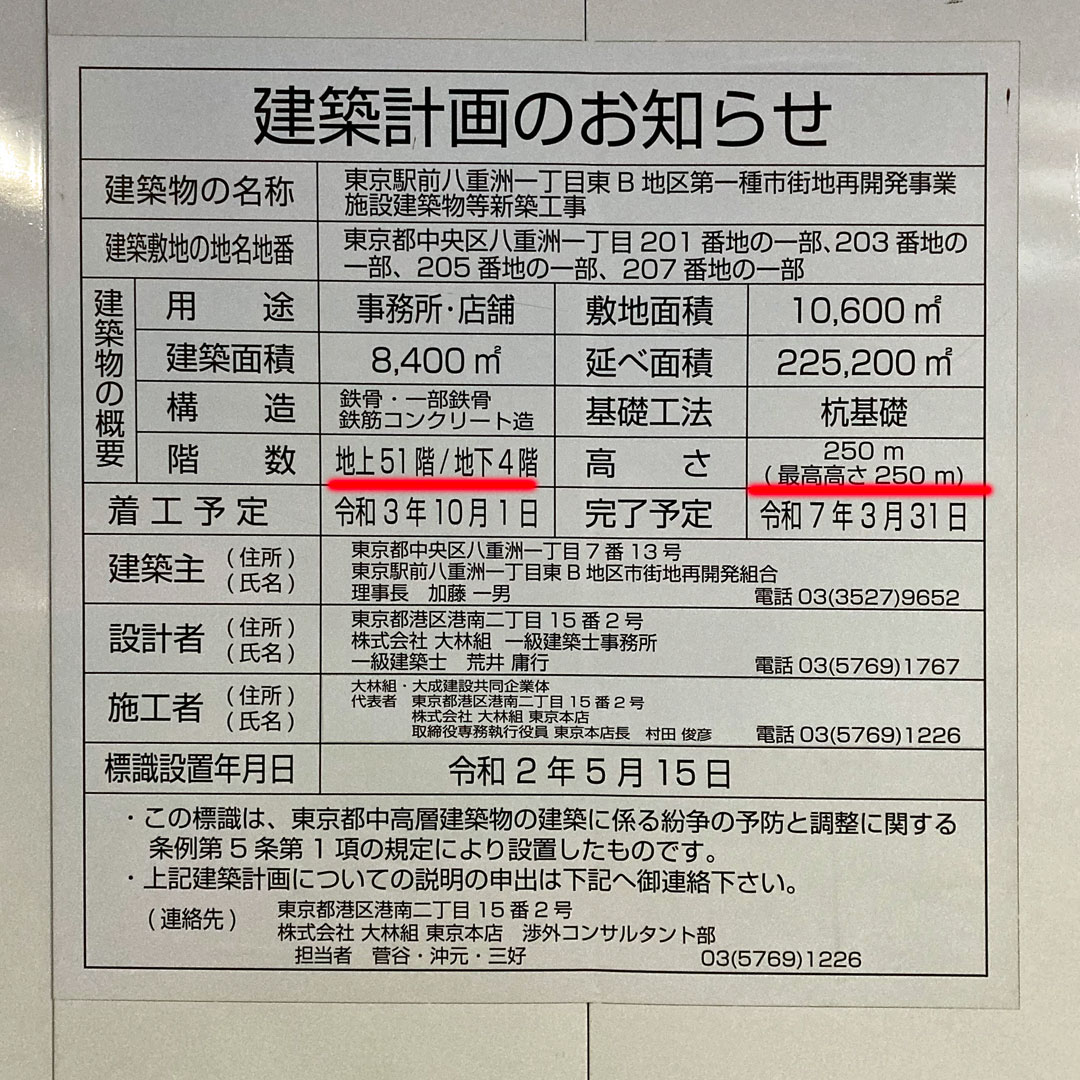 建築計画のお知らせ
建築物の名称 東京駅前八重洲一丁目東B地区第一種市街地再開発事業
施設建築物等新築工事
建築敷地の地名地番 東京都中央区八重洲一丁目201番地の一部、203番地の
一部、205番地の一部、207番地の一部
建築物の概要
用途 事務所・店舗 敷地面積 10,600㎡
建築面積 8,400㎡ 延べ面積 225,200㎡
構造 鉄骨・一部鉄骨
鉄筋コンクリート造 基礎工法 杭基礎
階数 地上51階/地下4階 高さ 250m
(最高高さ250m)
着工予定 令和3年10月1日 完了予定 令和7年3月31日
建築主 (住所) 東京都中央区八重洲一丁目7番13号
(氏名) 東京駅前八重洲一丁目東B地区市街地再開発組合
理事長 加藤 一男 電話03(3527)9652
設計者 (住所) 東京都港区港南二丁目15番2号
(氏名) 株式会社 大林組 一級建築士事務所
一級建築士 荒井 庸行 電話03(5769)1767
施工者 (住所) 大林組・大成建設共同企業体
(氏名) 代表者 東京都港区港南二丁目15番2号
株式会社 大林組 東京本店
取締役専務執行役員 東京本店長 村田 俊彦 電話03(5769)1226
標識設置年月日 令和2年5月15日
・この標識は、東京都中高層建築物の建築に係る紛争の予防と調整に関する
条例第5条第1項の規定により設置したものです。
・上記建築計画についての説明の申出は下記へ御連絡下さい。
(連絡先) 東京都港区港南二丁目15番2号
株式会社 大林組 東京本店 渉外コンサルタント部
担当者 菅谷・沖元・三好 03(5769)1226